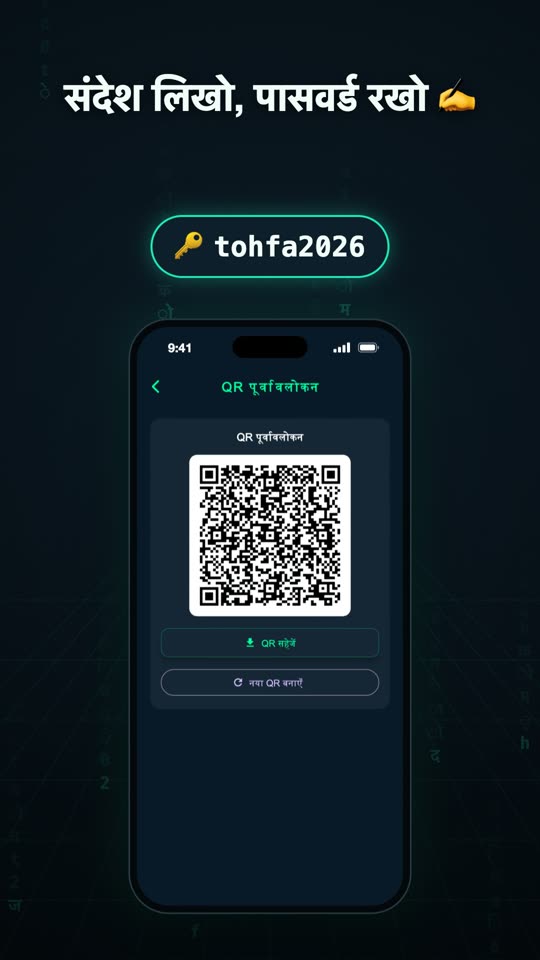 संदेश लिखो, पासवर्ड रखो ✍️
🔑 tohfa2026
9:41
QR पूर्वावलोकन
QR पूर्वावलोकन
QR सहेजें
नया QR बनाएँ